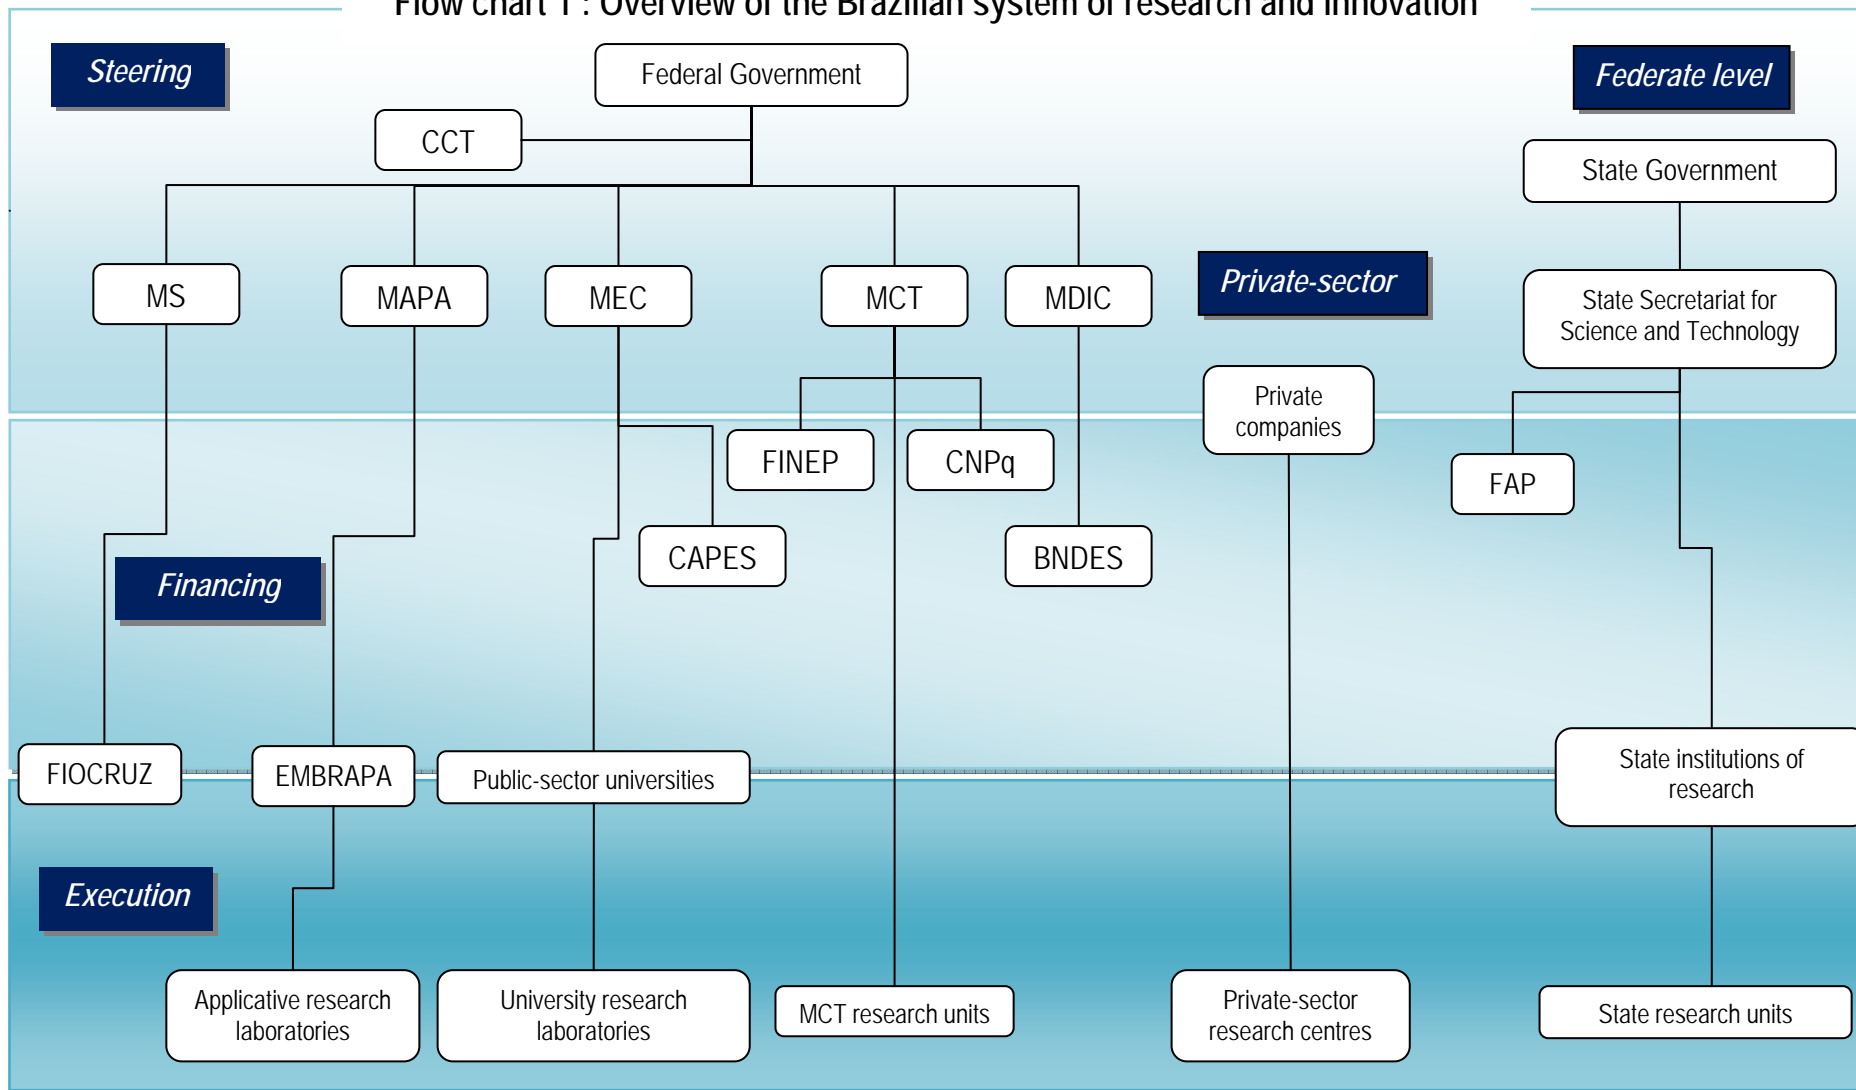 Flow chart 1 : Overview of the Brazilian system of research and innovation
Steering
Federal Government
Federate level
CCT
State Government
MS
MAPA
MEC
MCT
MDIC
Private-sector
State Secretariat for
Science and Technology
Private
companies
FINEP
CNPq
FAP
CAPES
BNDES
Financing
FIOCRUZ
EMBRAPA
Public-sector universities
State institutions of
research
Execution
Applicative research
laboratories
University research
laboratories
MCT research units
Private-sector
research centres
State research units